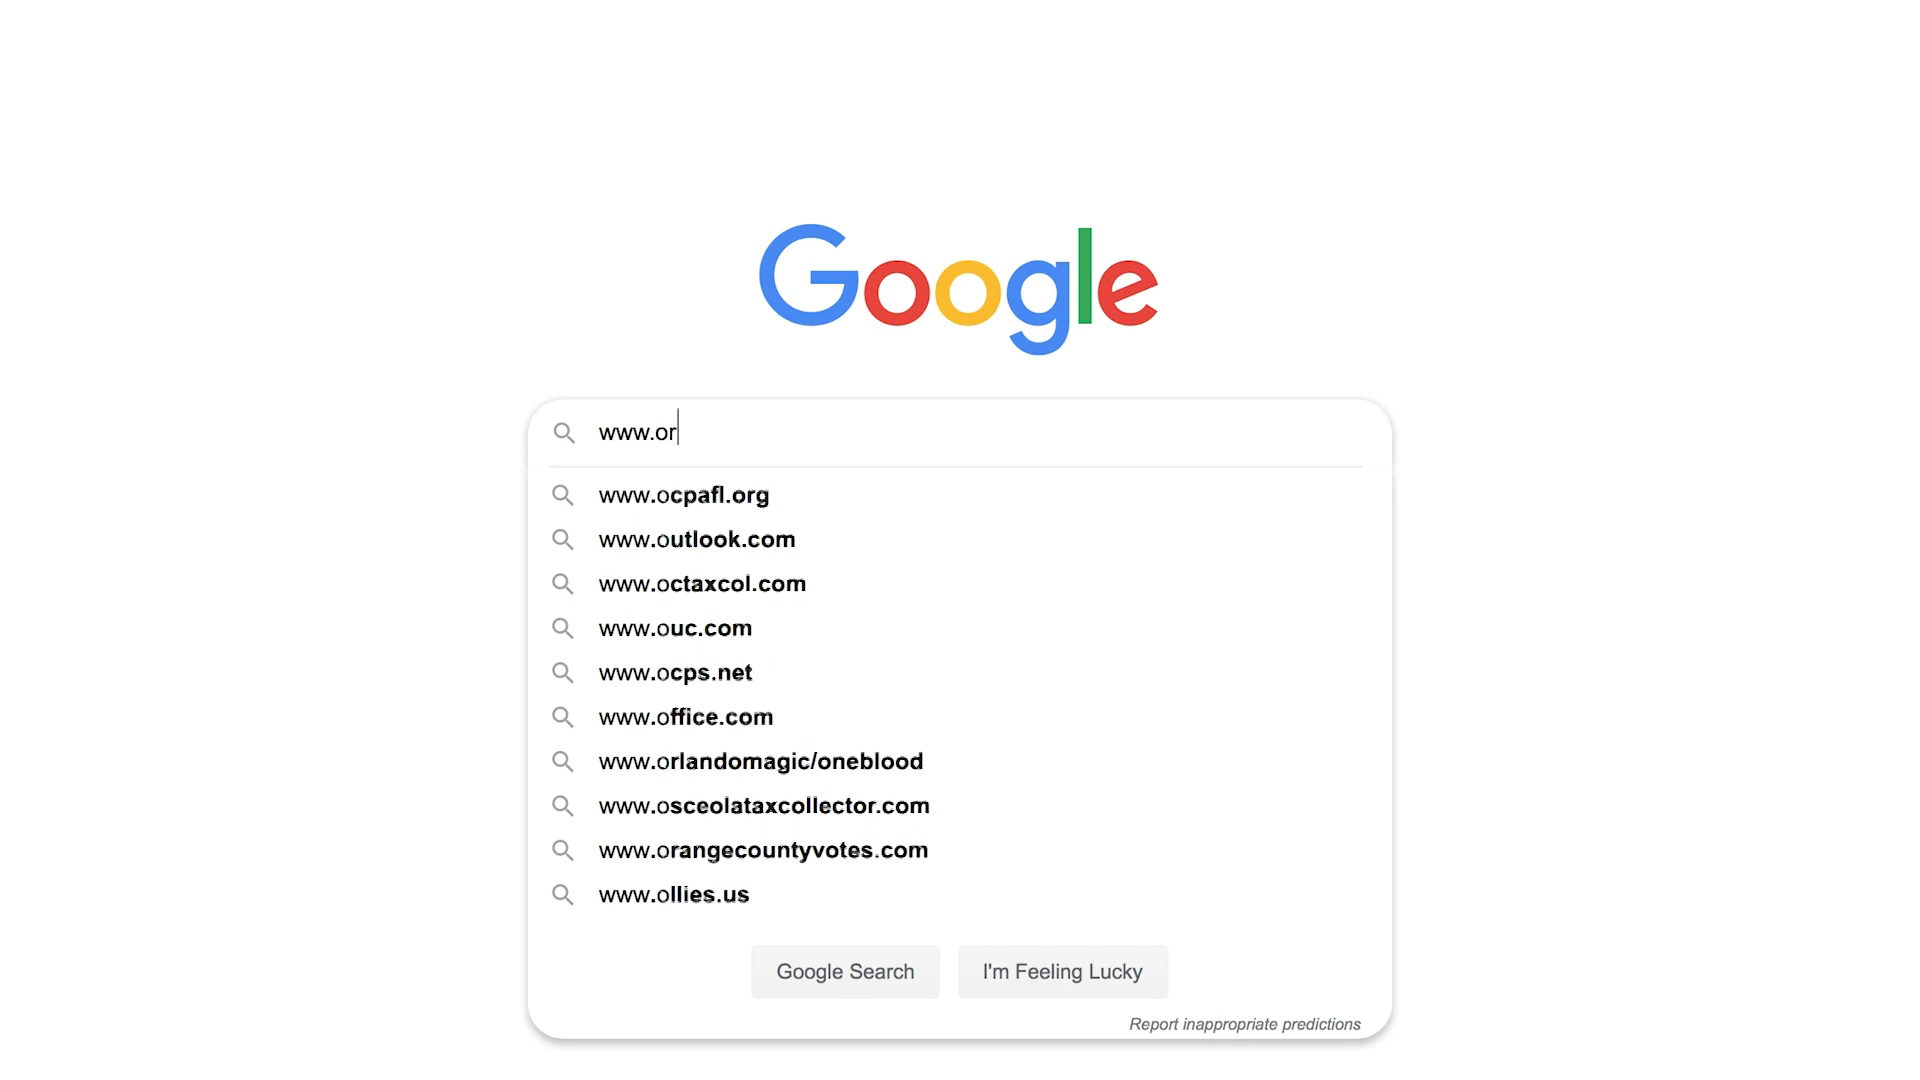 Google
www.or
www.ocpafl.org
www.outlook.com
www.octaxcol.com
www.ouc.com
www.ocps.net
www.office.com
www.orlandomagic/oneblood
www.osceolataxcollector.com
www.orangecountyvotes.com
www.ollies.us
Google Search
I'm Feeling Lucky
Report inappropriate predictions